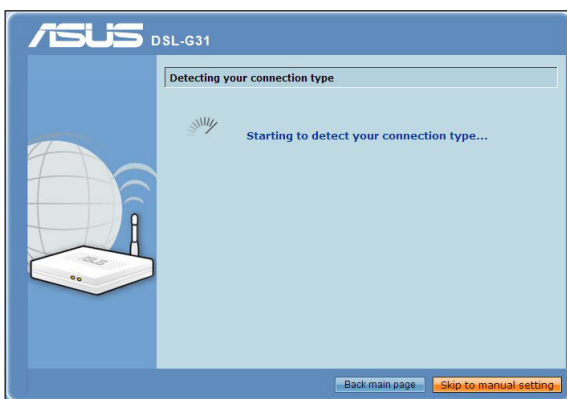 ASUS DSL-G31
Detecting your connection type
Starting to detect your connection type...
ASUS
Back main page
Skip to manual setting